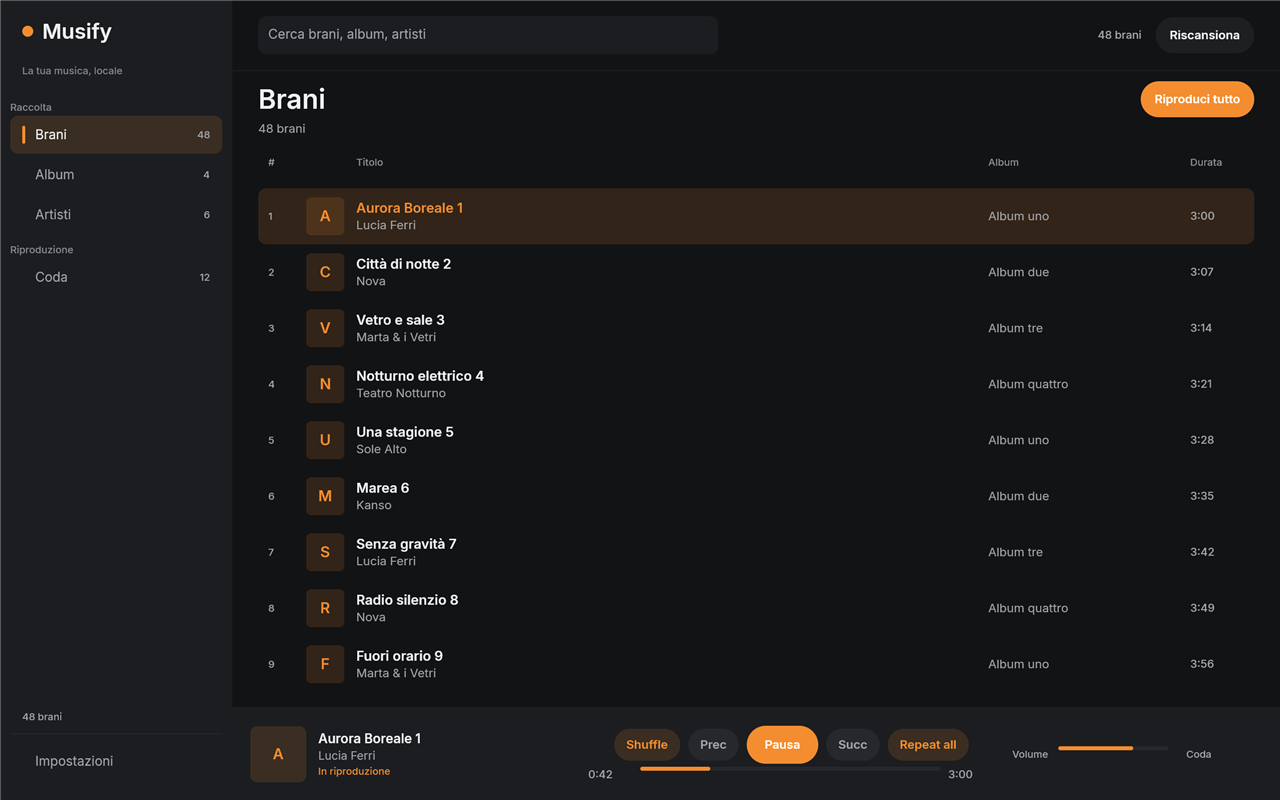 Musify
La tua musica, locale
Raccolta
Brani 48
Album 4
Artisti 6
Riproduzione
Coda 12
48 brani
Impostazioni
Cerca brani, album, artisti
48 brani
Riscansiona
Brani
Riproduci tutto
48 brani
# Titolo Album Durata
1 A Aurora Boreale 1 Album uno 3:00
Lucia Ferri
2 C Città di notte 2 Album due 3:07
Nova
3 V Vetro e sale 3 Album tre 3:14
Marta & i Vetri
4 N Notturno elettrico 4 Album quattro 3:21
Teatro Notturno
5 U Una stagione 5 Album uno 3:28
Sole Alto
6 M Marea 6 Album due 3:35
Kanso
7 S Senza gravità 7 Album tre 3:42
Lucia Ferri
8 R Radio silenzio 8 Album quattro 3:49
Nova
9 F Fuori orario 9 Album uno 3:56
Marta & i Vetri
A
Aurora Boreale 1
Lucia Ferri
In riproduzione
Shuffle Prec Pausa Succ Repeat all
0:42 3:00
Volume
Coda